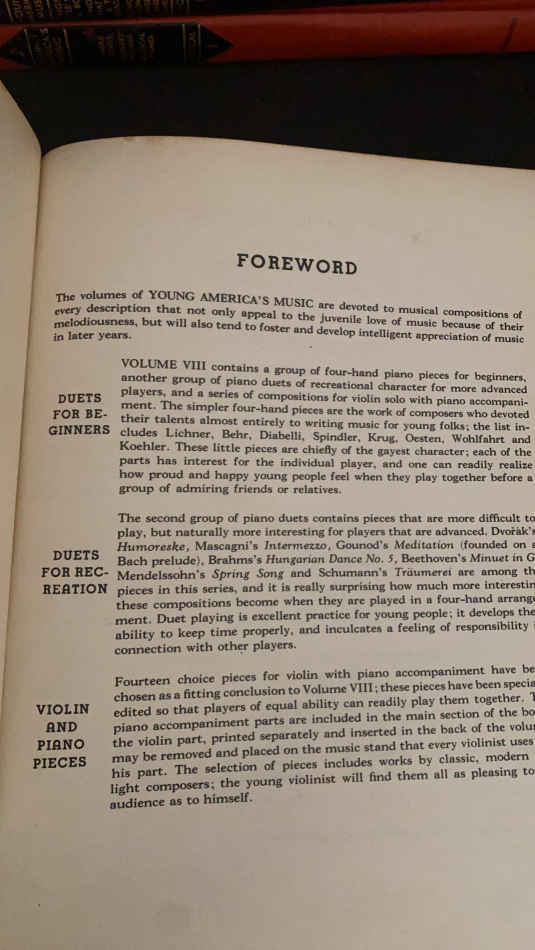 FOREWORD
The volumes of YOUNG AMERICA'S MUSIC are devoted to musical compositions of
every description that not only appeal to the juvenile love of music because of their
melodiousness, but will also tend to foster and develop intelligent appreciation of music
in later years.
DUETS
FOR BE-
GINNERS
VOLUME VIII contains a group of four-hand piano pieces for beginners,
another group of piano duets of recreational character for more advanced
players, and a series of compositions for violin solo with piano accompani-
ment. The simpler four-hand pieces are the work of composers who devoted
their talents almost entirely to writing music for young folks; the list in-
cludes Lichner, Behr, Diabelli, Spindler, Krug, Oesten, Wohlfahrt and
Koehler. These little pieces are chiefly of the gayest character; each of the
parts has interest for the individual player, and one can readily realize
how proud and happy young people feel when they play together before a
group of admiring friends or relatives.
DUETS
FOR REC-
REATION
The second group of piano duets contains pieces that are more difficult to
play, but naturally more interesting for players that are advanced. Dvořák's
Humoreske, Mascagni's Intermezzo, Gounod's Meditation (founded on a
Bach prelude), Brahms's Hungarian Dance No. 5, Beethoven's Minuet in G
Mendelssohn's Spring Song and Schumann's Träumerei are among th
pieces in this series, and it is really surprising how much more interestin
these compositions become when they are played in a four-hand arrange
ment. Duet playing is excellent practice for young people; it develops the
ability to keep time properly, and inculcates a feeling of responsibility i
connection with other players.
VIOLIN
AND
PIANO
PIECES
Fourteen choice pieces for violin with piano accompaniment have be
chosen as a fitting conclusion to Volume VIII; these pieces have been specia
edited so that players of equal ability can readily play them together. T
piano accompaniment parts are included in the main section of the bo
the violin part, printed separately and inserted in the back of the volu
may be removed and placed on the music stand that every violinist uses
his part. The selection of pieces includes works by classic, modern
light composers; the young violinist will find them all as pleasing to
audience as to himself.